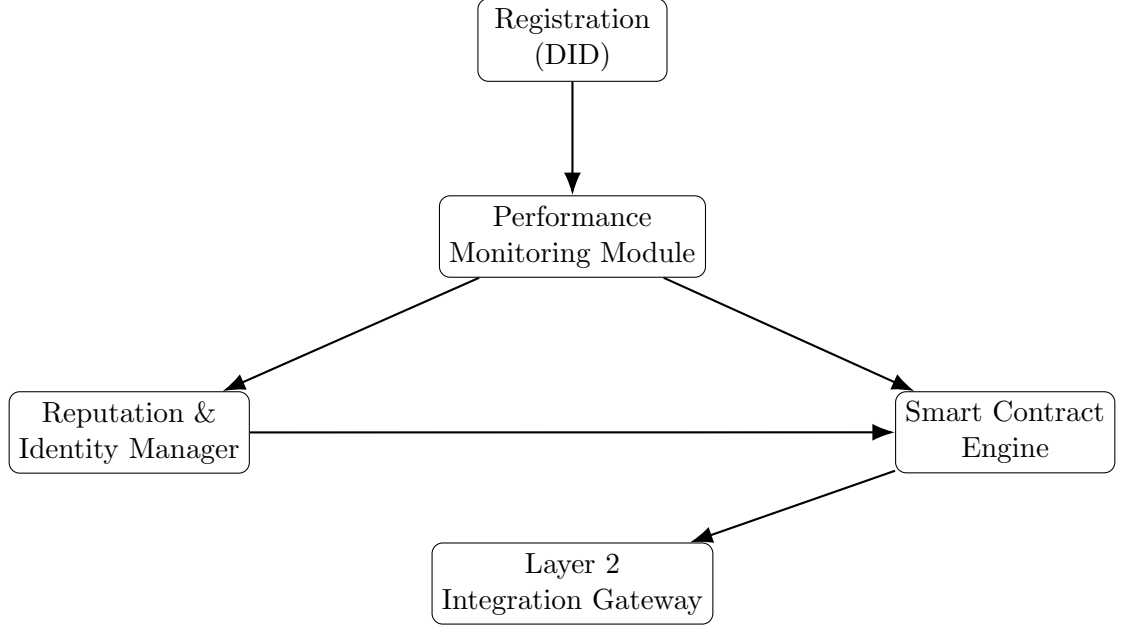 Registration
(DID)
Performance
Monitoring Module
Reputation &
Identity Manager
Smart Contract
Engine
Layer 2
Integration Gateway